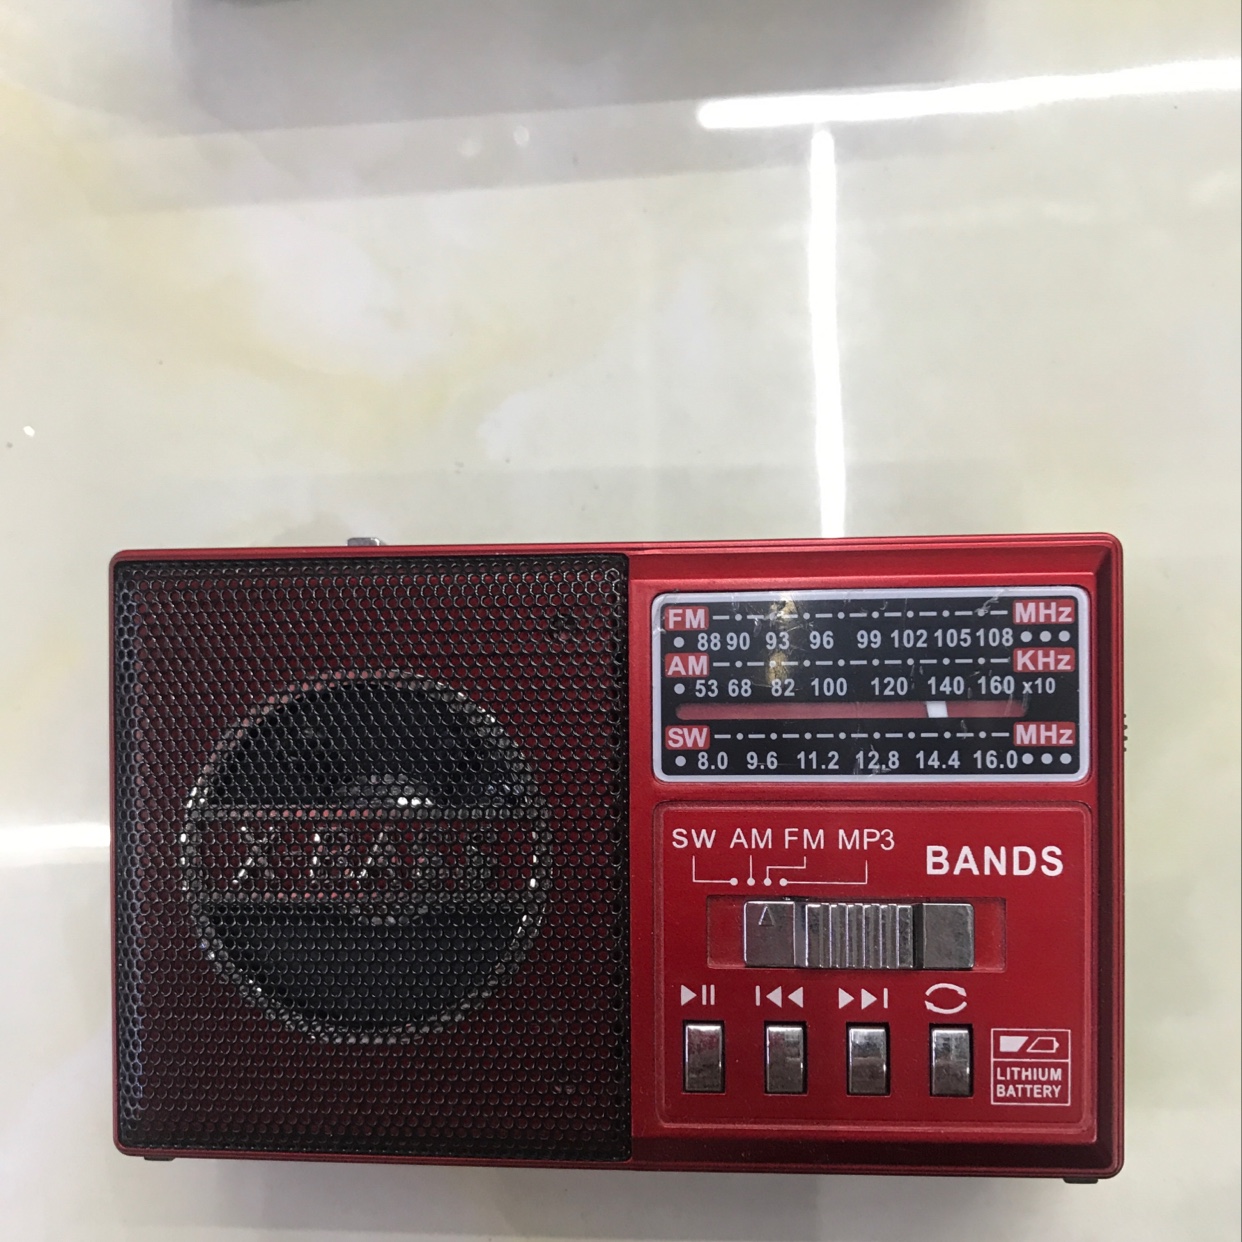 FM MHz
88 90 93 96 99 102 105 108
AM KHz
53 68 82 100 120 140 160 x10
SW MHz
8.0 9.6 11.2 12.8 14.4 16.0
SW AM FM MP3
BANDS
LITHIUM
BATTERY